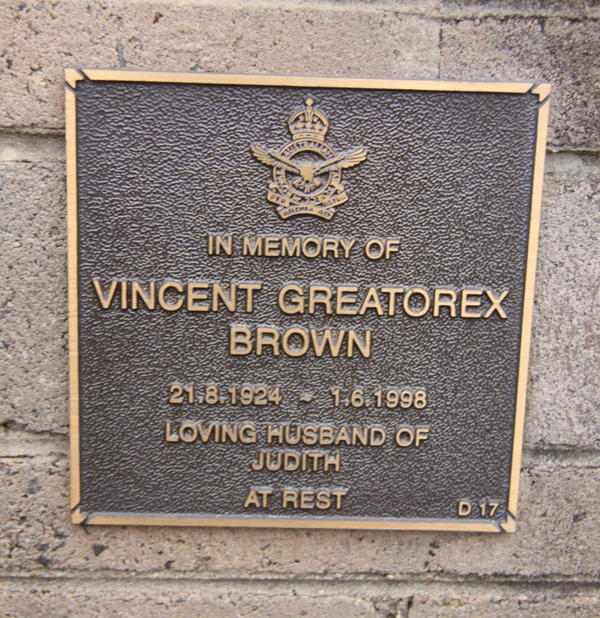 IN MEMORY OF
VINCENT GREATOREX
BROWN
21.8.1924 ~ 1.6.1998
LOVING HUSBAND OF
JUDITH
AT REST
D 17